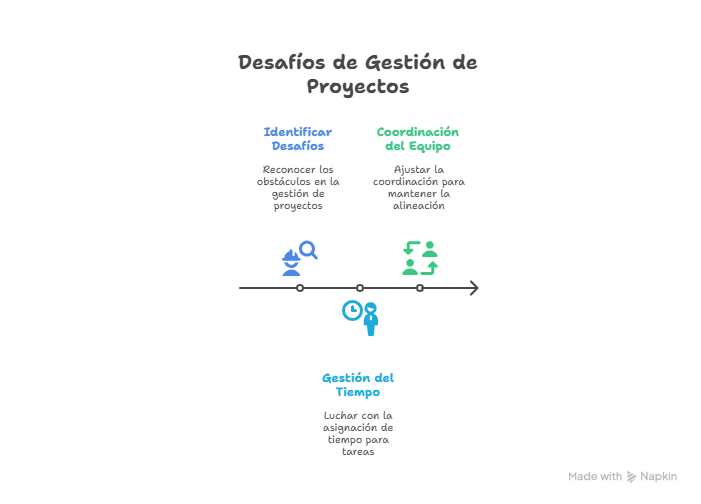 Desafíos de Gestión de
Proyectos
Identificar
Desafíos
Reconocer los
obstáculos en la
gestión de
proyectos
Coordinación
del Equipo
Ajustar la
coordinación para
mantener la
alineación
Gestión del
Tiempo
Luchar con la
asignación de
tiempo para
tareas
Made with Napkin